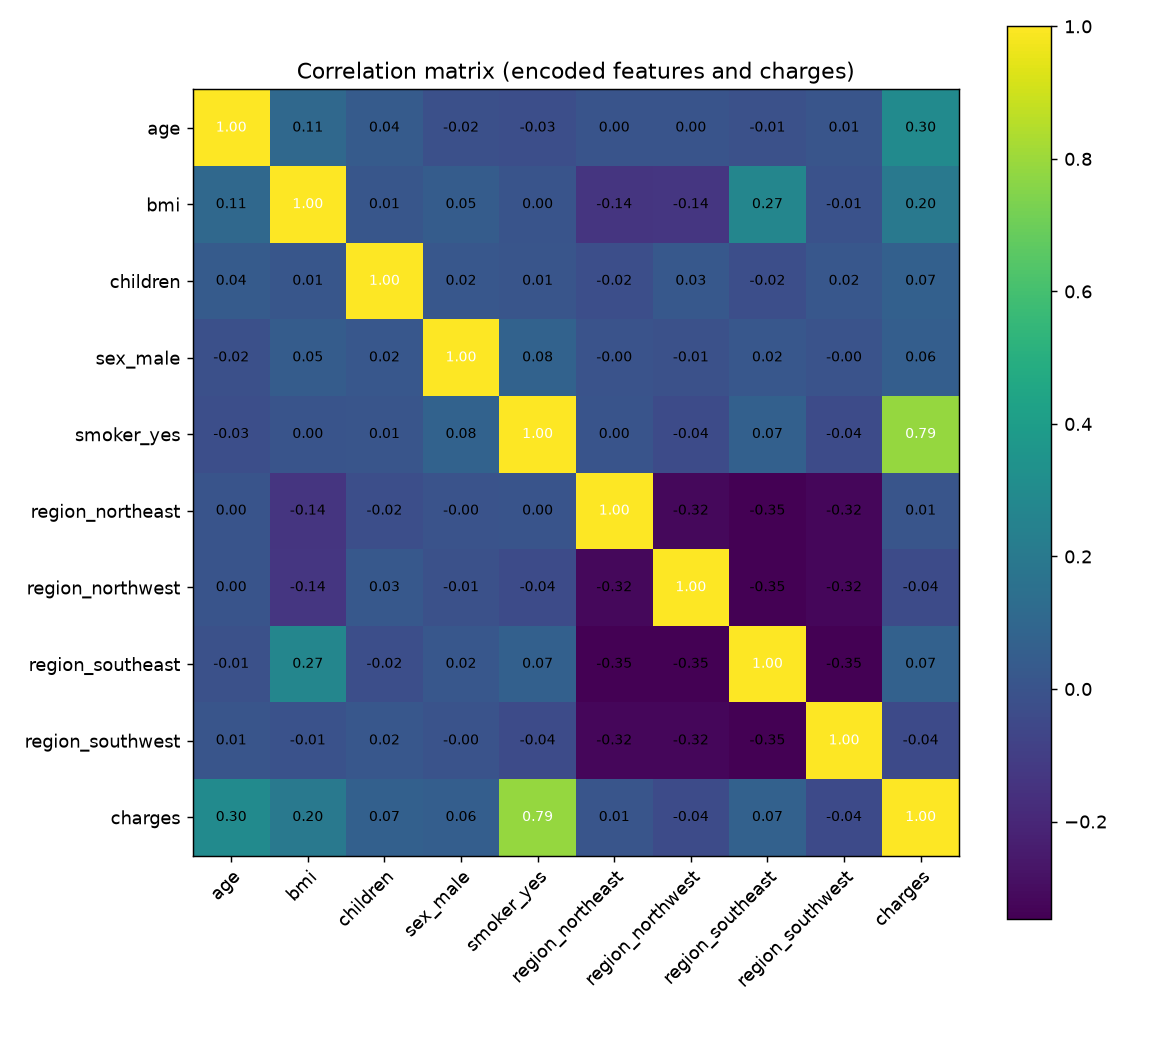 Correlation matrix (encoded features and charges)
age 1.00 0.11 0.04 -0.02 -0.03 0.00 0.00 -0.01 0.01 0.30
bmi 0.11 1.00 0.01 0.05 0.00 -0.14 -0.14 0.27 -0.01 0.20
children 0.04 0.01 1.00 0.02 0.01 -0.02 0.03 -0.02 0.02 0.07
sex_male -0.02 0.05 0.02 1.00 0.08 -0.00 -0.01 0.02 -0.00 0.06
smoker_yes -0.03 0.00 0.01 0.08 1.00 0.00 -0.04 0.07 -0.04 0.79
region_northeast 0.00 -0.14 -0.02 -0.00 0.00 1.00 -0.32 -0.35 -0.32 0.01
region_northwest 0.00 -0.14 0.03 -0.01 -0.04 -0.32 1.00 -0.35 -0.32 -0.04
region_southeast -0.01 0.27 -0.02 0.02 0.07 -0.35 -0.35 1.00 -0.35 0.07
region_southwest 0.01 -0.01 0.02 -0.00 -0.04 -0.32 -0.32 -0.35 1.00 -0.04
charges 0.30 0.20 0.07 0.06 0.79 0.01 -0.04 0.07 -0.04 1.00
age bmi children sex_male smoker_yes region_northeast region_northwest region_southeast region_southwest charges
1.0
0.8
0.6
0.4
0.2
0.0
−0.2